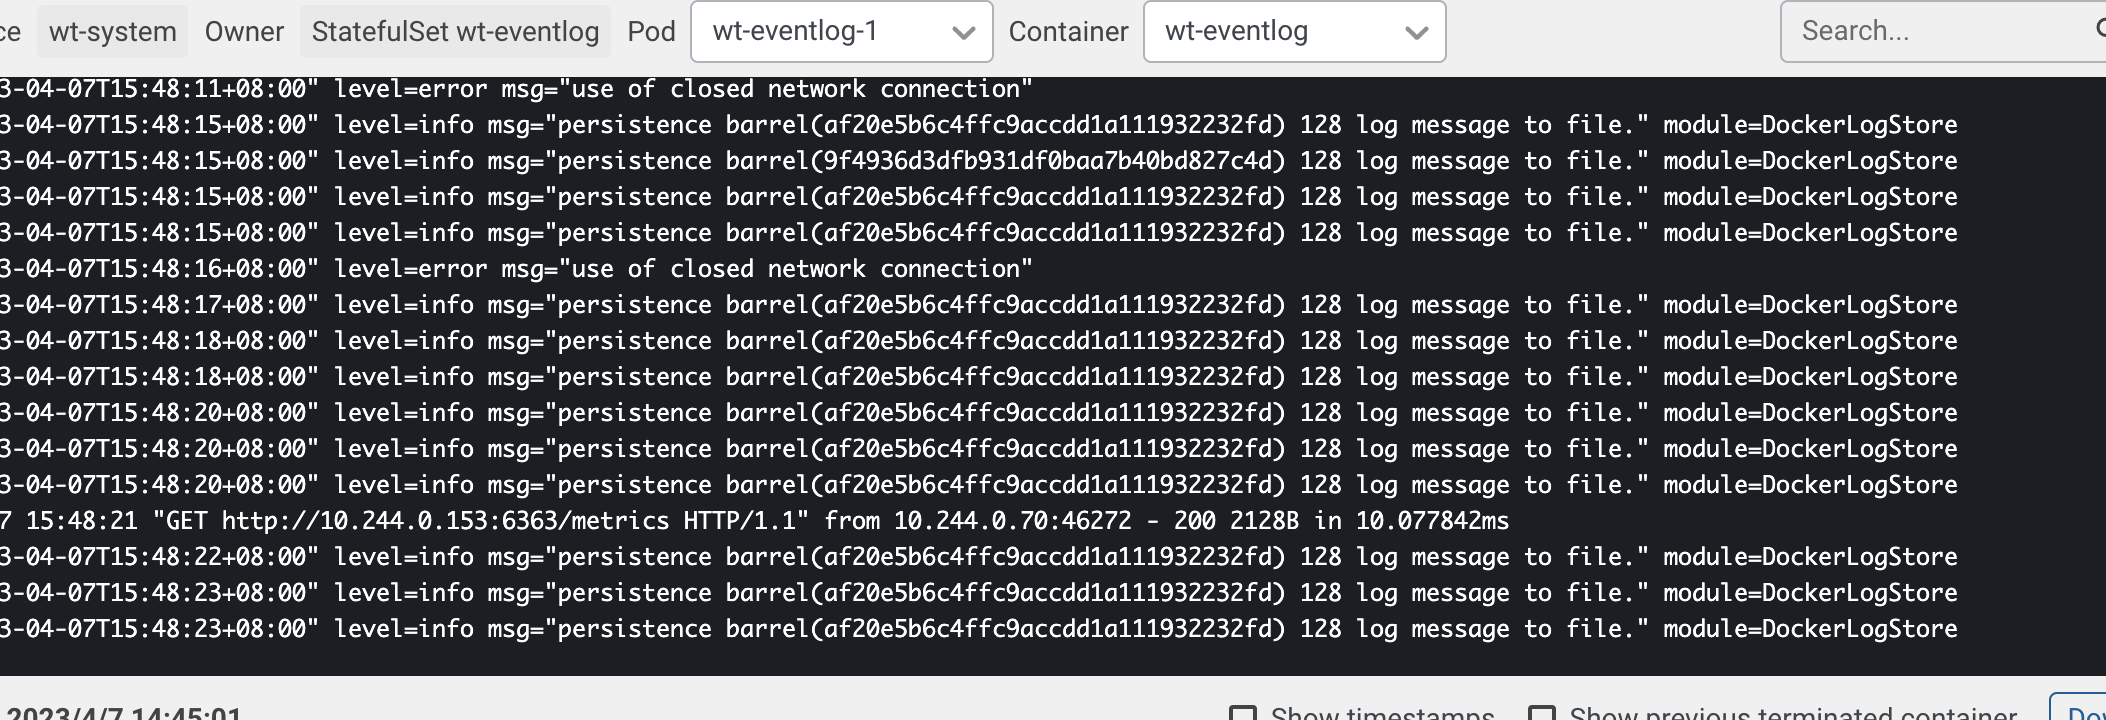 ce wt-system Owner StatefulSet wt-eventlog Pod wt-eventlog-1 Container wt-eventlog Search...
3-04-07T15:48:11+08:00" level=error msg="use of closed network connection"
3-04-07T15:48:15+08:00" level=info msg="persistence barrel(af20e5b6c4ffc9accdd1a111932232fd) 128 log message to file." module=DockerLogStore
3-04-07T15:48:15+08:00" level=info msg="persistence barrel(9f4936d3dfb931df0baa7b40bd827c4d) 128 log message to file." module=DockerLogStore
3-04-07T15:48:15+08:00" level=info msg="persistence barrel(af20e5b6c4ffc9accdd1a111932232fd) 128 log message to file." module=DockerLogStore
3-04-07T15:48:15+08:00" level=info msg="persistence barrel(af20e5b6c4ffc9accdd1a111932232fd) 128 log message to file." module=DockerLogStore
3-04-07T15:48:16+08:00" level=error msg="use of closed network connection"
3-04-07T15:48:17+08:00" level=info msg="persistence barrel(af20e5b6c4ffc9accdd1a111932232fd) 128 log message to file." module=DockerLogStore
3-04-07T15:48:18+08:00" level=info msg="persistence barrel(af20e5b6c4ffc9accdd1a111932232fd) 128 log message to file." module=DockerLogStore
3-04-07T15:48:18+08:00" level=info msg="persistence barrel(af20e5b6c4ffc9accdd1a111932232fd) 128 log message to file." module=DockerLogStore
3-04-07T15:48:20+08:00" level=info msg="persistence barrel(af20e5b6c4ffc9accdd1a111932232fd) 128 log message to file." module=DockerLogStore
3-04-07T15:48:20+08:00" level=info msg="persistence barrel(af20e5b6c4ffc9accdd1a111932232fd) 128 log message to file." module=DockerLogStore
3-04-07T15:48:20+08:00" level=info msg="persistence barrel(af20e5b6c4ffc9accdd1a111932232fd) 128 log message to file." module=DockerLogStore
7 15:48:21 "GET http://10.244.0.153:6363/metrics HTTP/1.1" from 10.244.0.70:46272 - 200 2128B in 10.077842ms
3-04-07T15:48:22+08:00" level=info msg="persistence barrel(af20e5b6c4ffc9accdd1a111932232fd) 128 log message to file." module=DockerLogStore
3-04-07T15:48:23+08:00" level=info msg="persistence barrel(af20e5b6c4ffc9accdd1a111932232fd) 128 log message to file." module=DockerLogStore
3-04-07T15:48:23+08:00" level=info msg="persistence barrel(af20e5b6c4ffc9accdd1a111932232fd) 128 log message to file." module=DockerLogStore
2023/4/7 14:45:01 Show timestamps Show previous terminated container